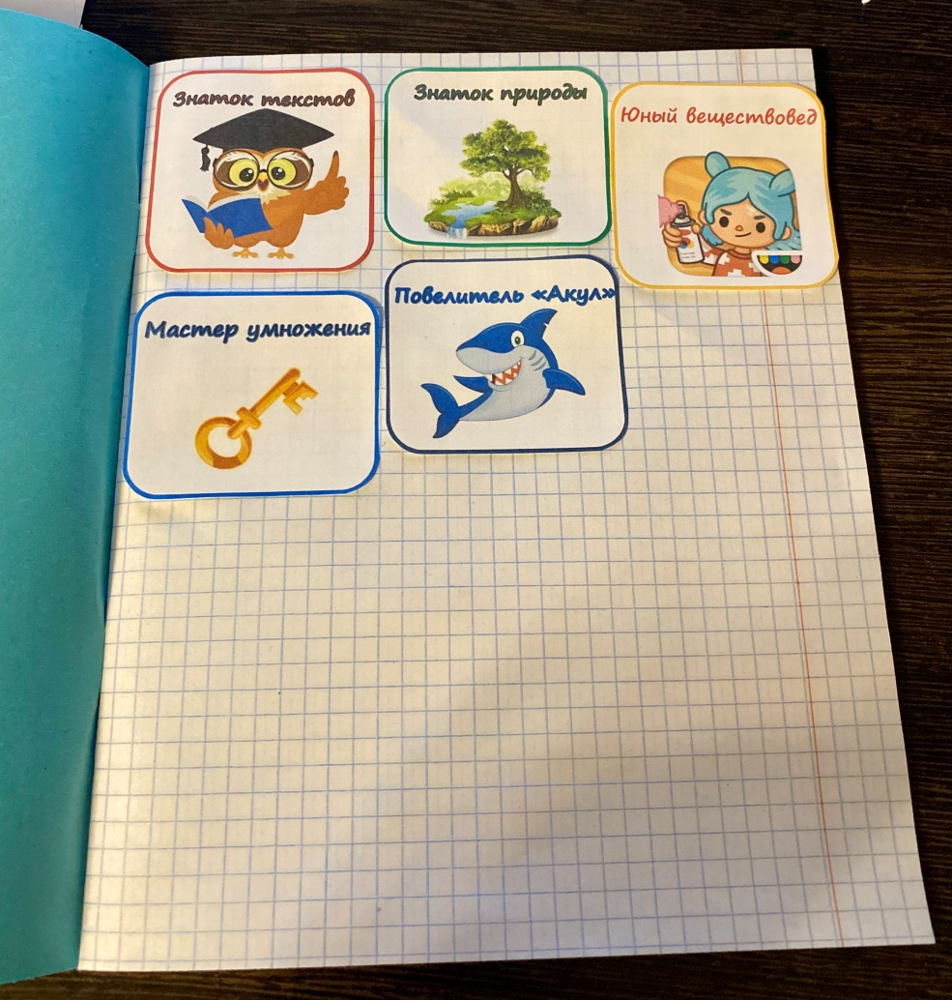 Знаток текстов
Знаток природы
Юный веществовед
Мастер умножения
Повелитель «Акул»